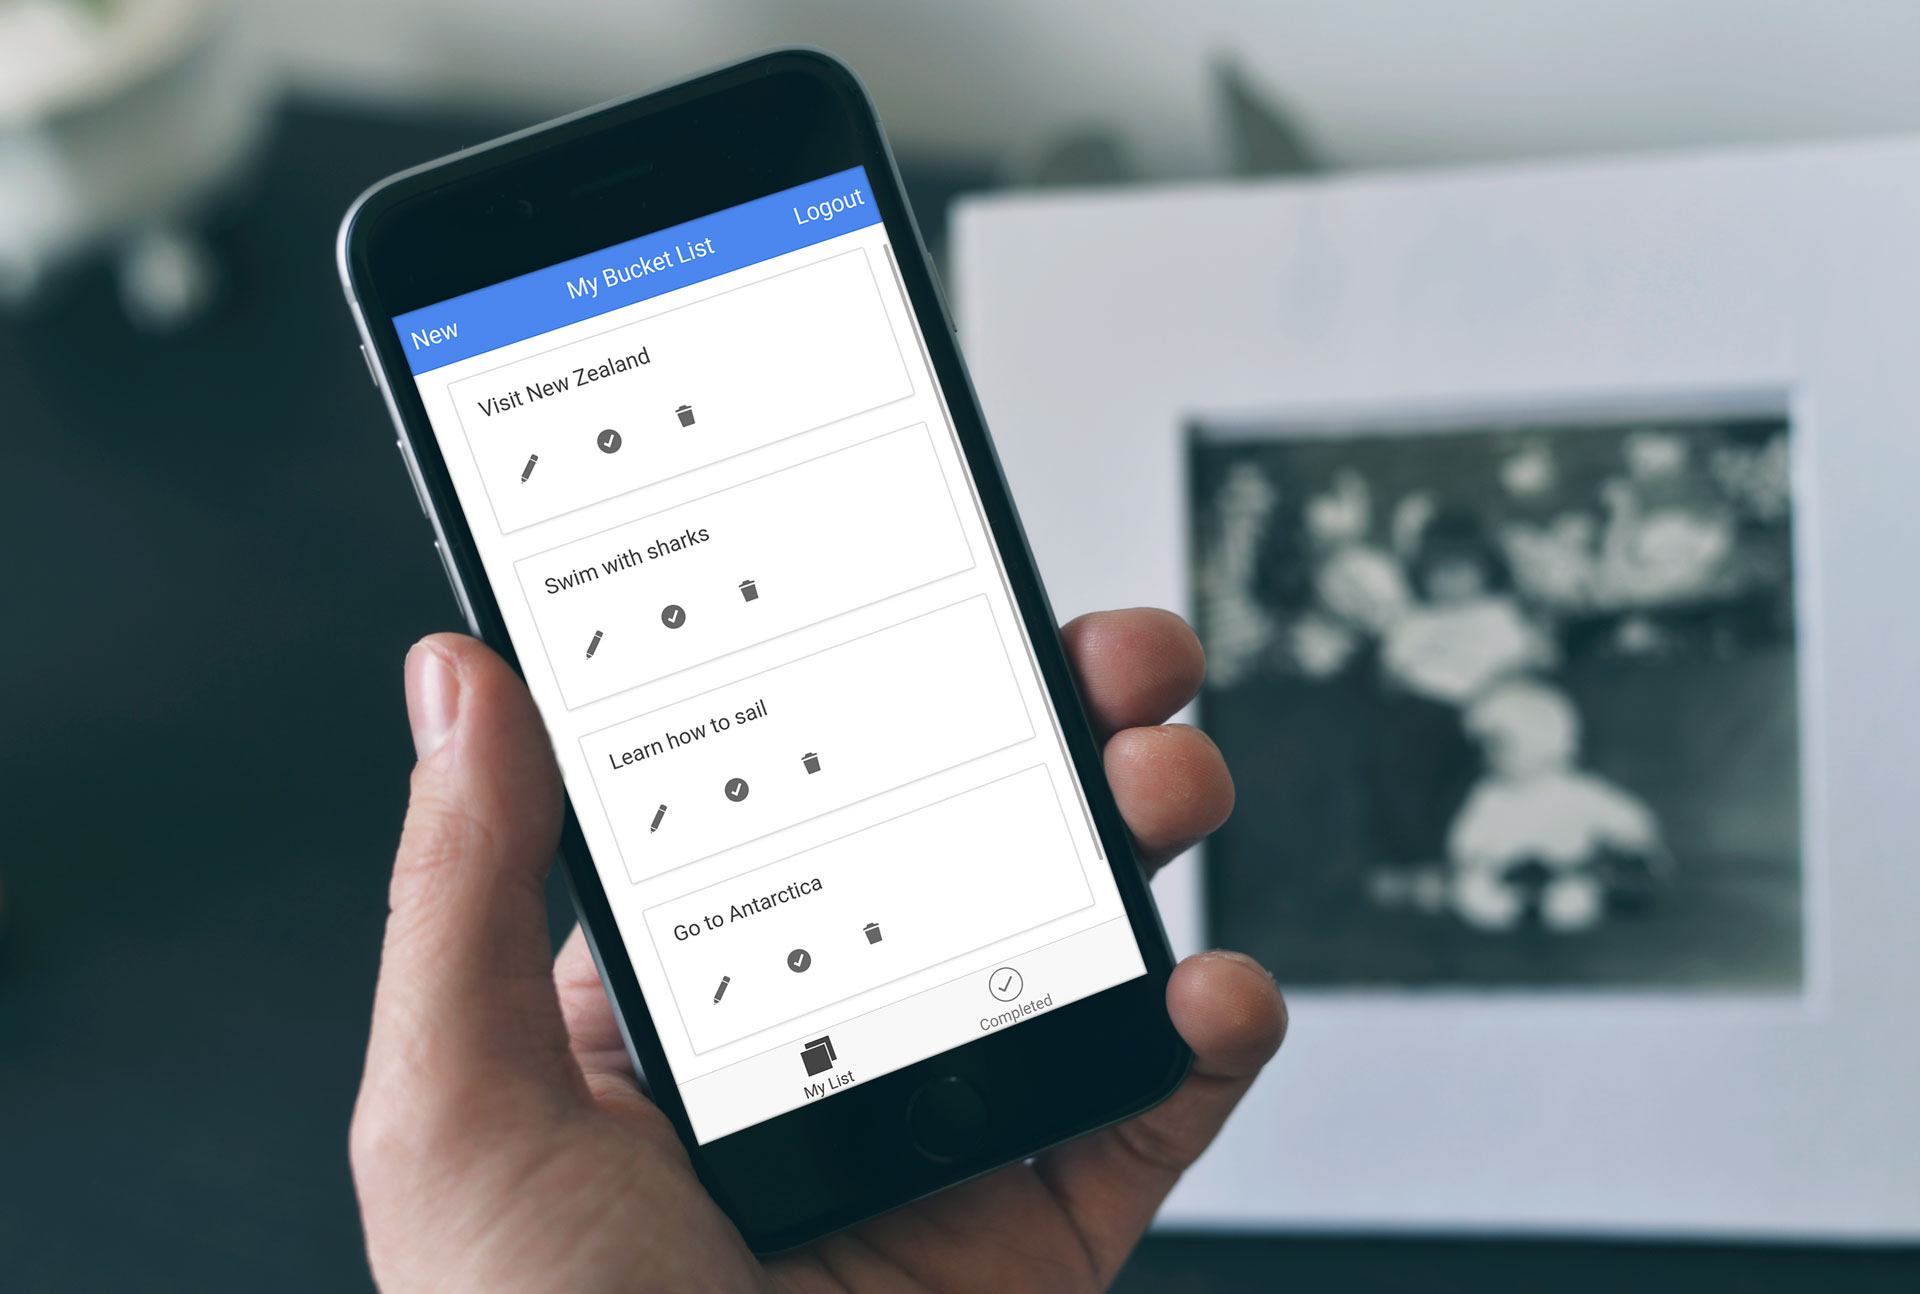 New
My Bucket List
Logout
Visit New Zealand
Swim with sharks
Learn how to sail
Go to Antarctica
My List
Completed